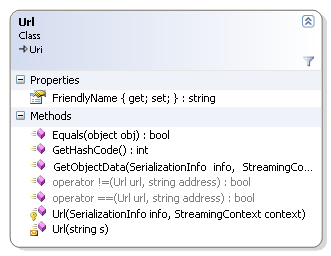 Url
Class
Uri
Properties
FriendlyName { get; set; } : string
Methods
Equals(object obj) : bool
GetHashCode() : int
GetObjectData(SerializationInfo info, StreamingCo...
operator !=(Url url, string address) : bool
operator ==(Url url, string address) : bool
Url(SerializationInfo info, StreamingContext context)
Url(string s)